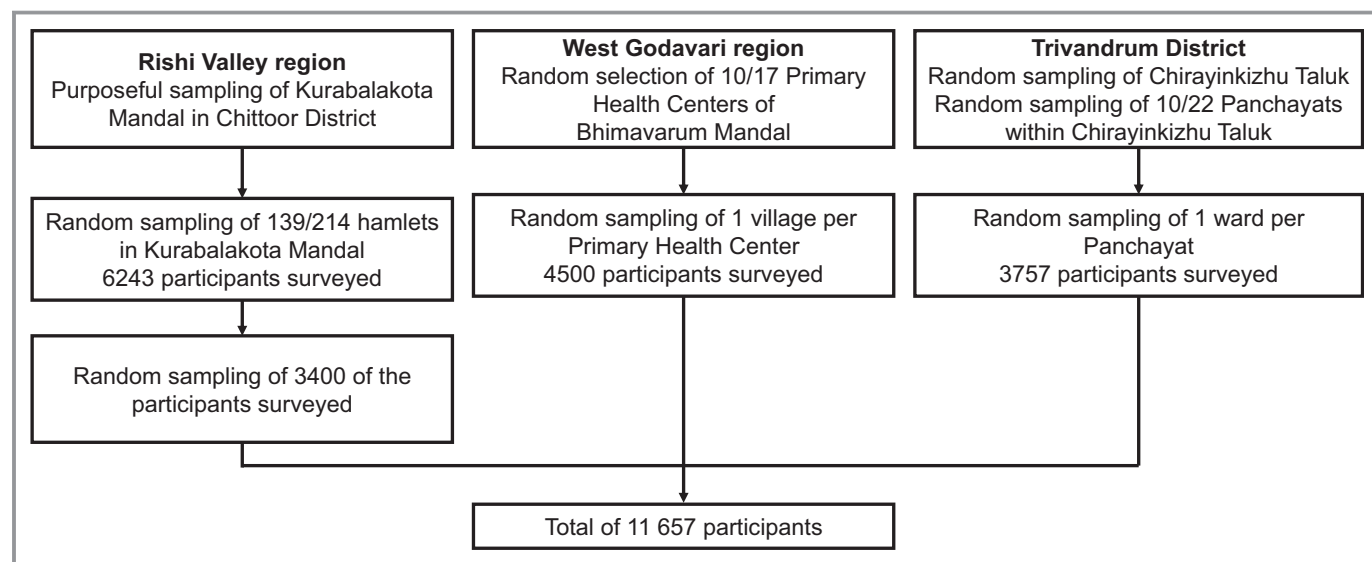 Rishi Valley region
Purposeful sampling of Kurabalakota
Mandal in Chittoor District
West Godavari region
Random selection of 10/17 Primary
Health Centers of
Bhimavarum Mandal
Trivandrum District
Random sampling of Chirayinkizhu Taluk
Random sampling of 10/22 Panchayats
within Chirayinkizhu Taluk
Random sampling of 139/214 hamlets
in Kurabalakota Mandal
6243 participants surveyed
Random sampling of 1 village per
Primary Health Center
4500 participants surveyed
Random sampling of 1 ward per
Panchayat
3757 participants surveyed
Random sampling of 3400 of the
participants surveyed
Total of 11 657 participants